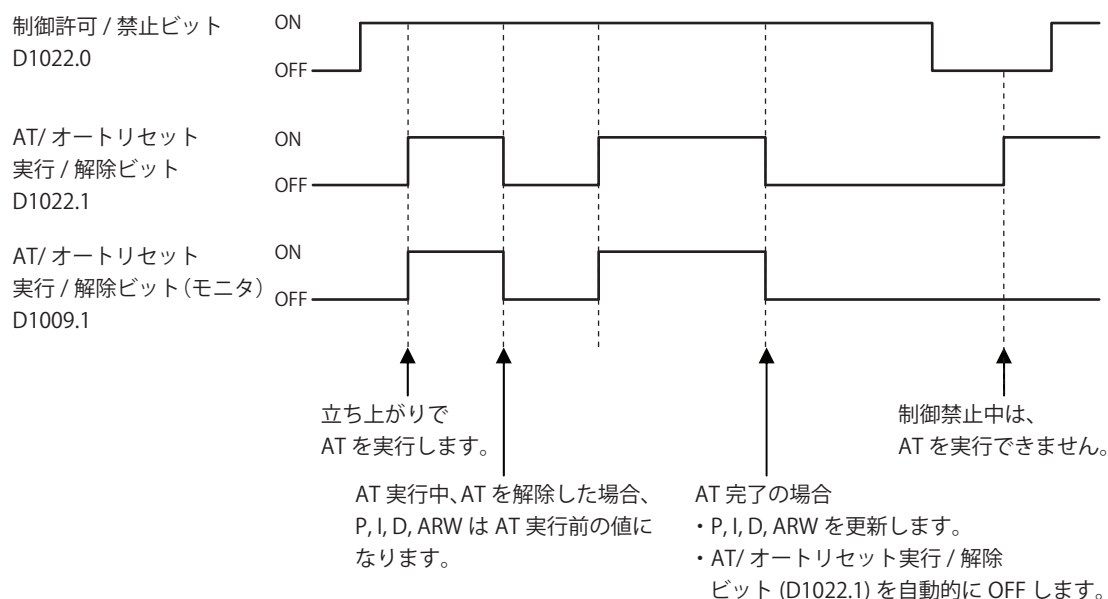 制御許可 / 禁止ビット
D1022.0
ON
OFF
AT/ オートリセット
実行 / 解除ビット
D1022.1
ON
OFF
AT/ オートリセット
実行 / 解除ビット（モニタ）
D1009.1
ON
OFF
立ち上がりで
AT を実行します。
制御禁止中は、
AT を実行できません。
AT 実行中、AT を解除した場合、
P, I, D, ARW は AT 実行前の値に
なります。
AT 完了の場合
・P, I, D, ARW を更新します。
・AT/ オートリセット実行 / 解除
ビット (D1022.1) を自動的に OFF します。